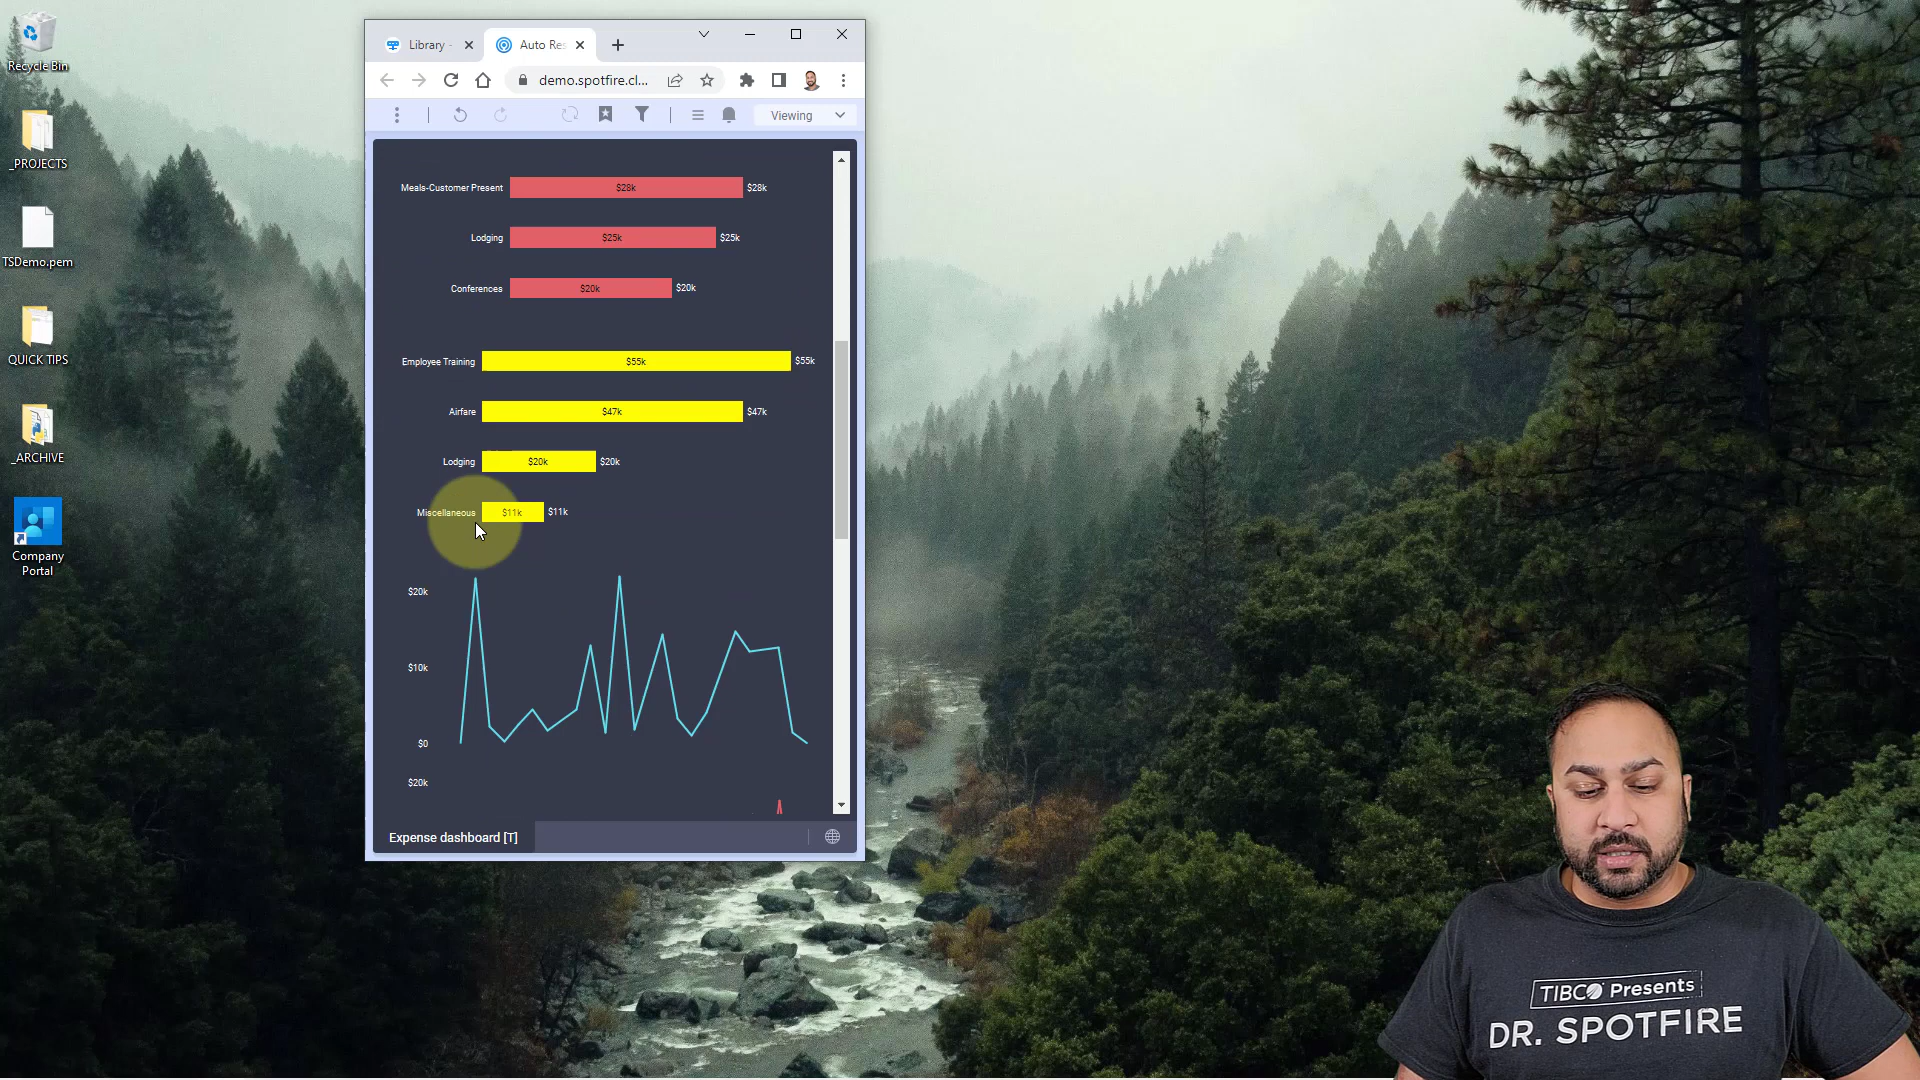 Recycle Bin
_PROJECTS
TSDemo.pem
QUICK TIPS
_ARCHIVE
Company
Portal
Library -
Auto Res
demo.spotfire.cl...
Viewing
Meals-Customer Present $28k $28k
Lodging $25k $25k
Conferences $20k $20k
Employee Training $55k $55k
Airfare $47k $47k
Lodging $20k $20k
Miscellaneous $11k $11k
$20k
$10k
$0
$20k
Expense dashboard [T]
TIBCO Presents
DR. SPOTFIRE